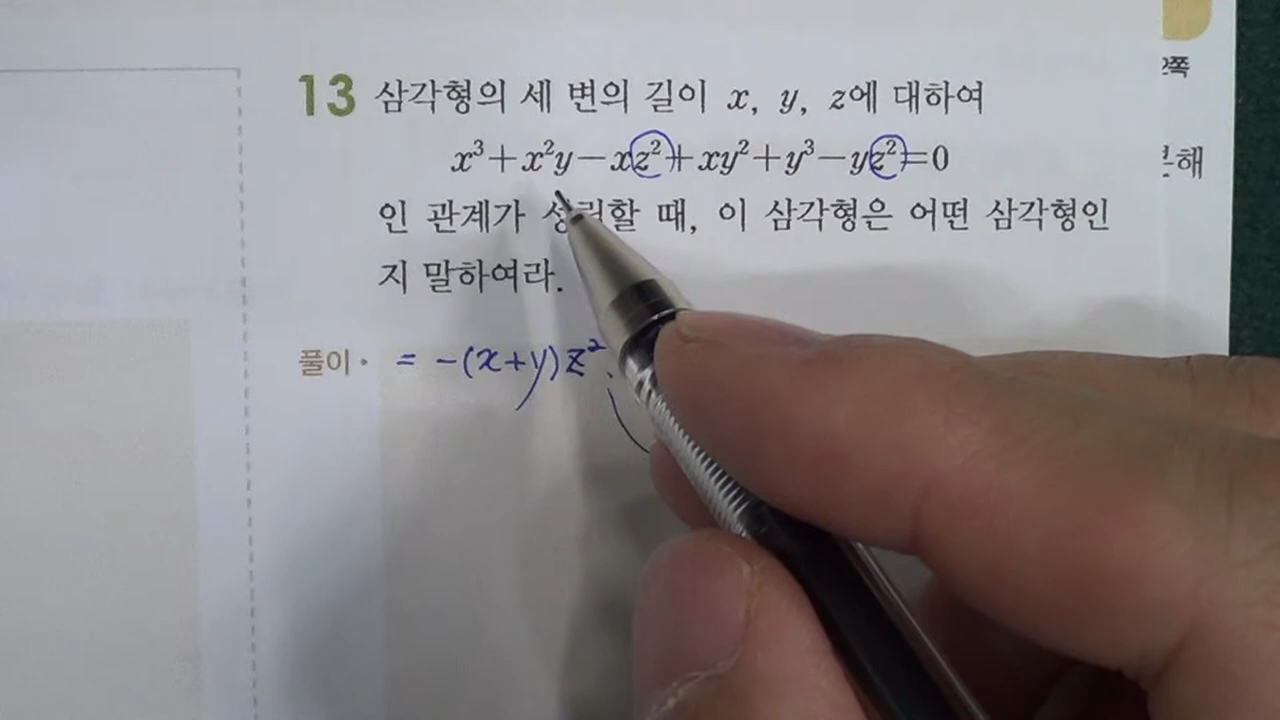 13 삼각형의 세 변의 길이 x, y, z에 대하여
x³+x²y−xz²+xy²+y³−yz²=0
인 관계가 할 때, 이 삼각형은 어떤 삼각형인
지 말하여라.
풀이· = −(x+y)z²
쪽
해